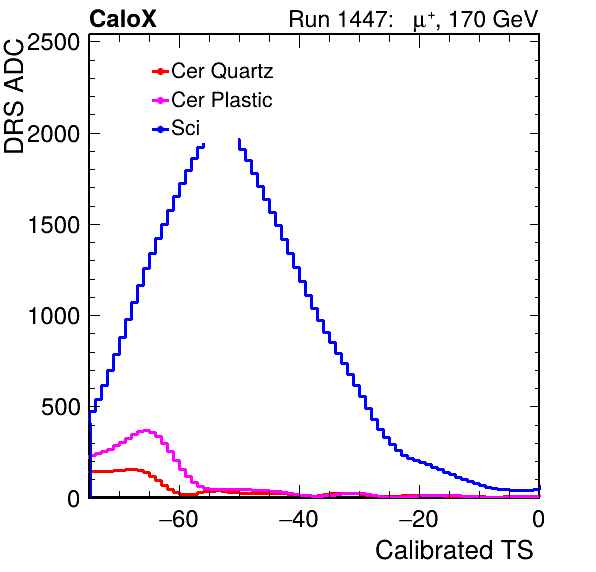 CaloX Run 1447: μ⁺, 170 GeV
DRS ADC
2500
2000
1500
1000
500
0
Cer Quartz
Cer Plastic
Sci
−60 −40 −20 0
Calibrated TS